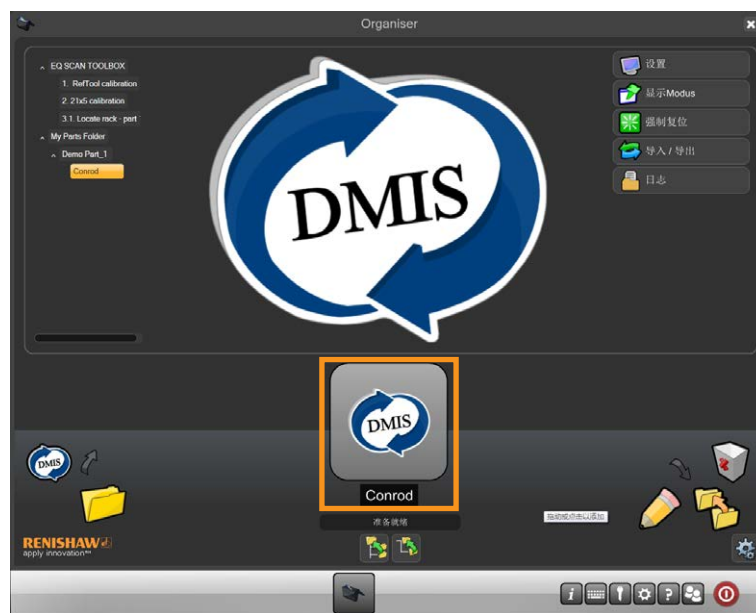 Organiser
EQ SCAN TOOLBOX
1. RefTool calibration
2. 21x5 calibration
3.1. Locate rack - part
My Parts Folder
Demo Part_1
Conrod
设置
显示Modus
强制复位
导入 / 导出
日志
DMIS
DMIS
Conrod
准备就绪
DMIS
拖动或点击以添加
RENISHAW
apply innovation™